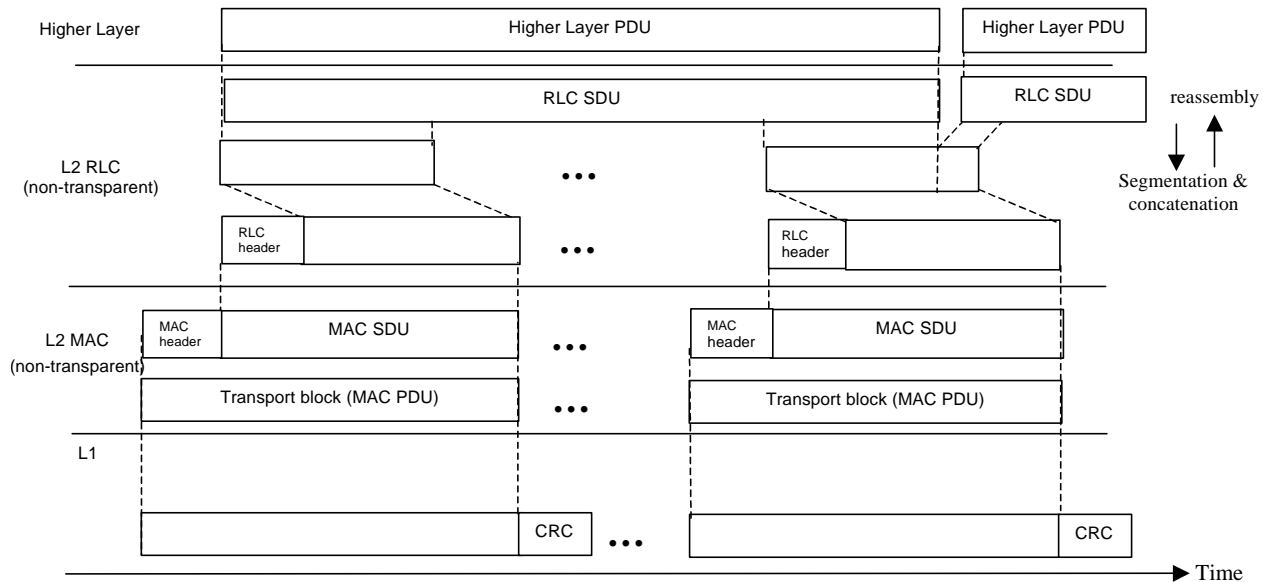 Higher Layer
Higher Layer PDU
Higher Layer PDU
RLC SDU
RLC SDU
reassembly
L2 RLC
(non-transparent)
...
Segmentation &
concatenation
RLC
header
...
RLC
header
L2 MAC
(non-transparent)
MAC
header
MAC SDU
...
MAC
header
MAC SDU
Transport block (MAC PDU)
...
Transport block (MAC PDU)
L1
CRC
...
CRC
Time